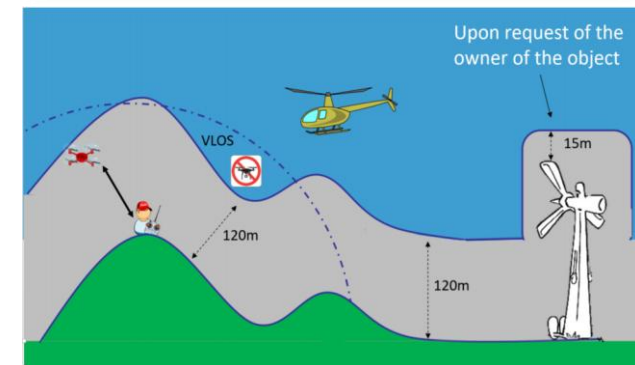 Upon request of the
owner of the object
15m
VLOS
120m
120m